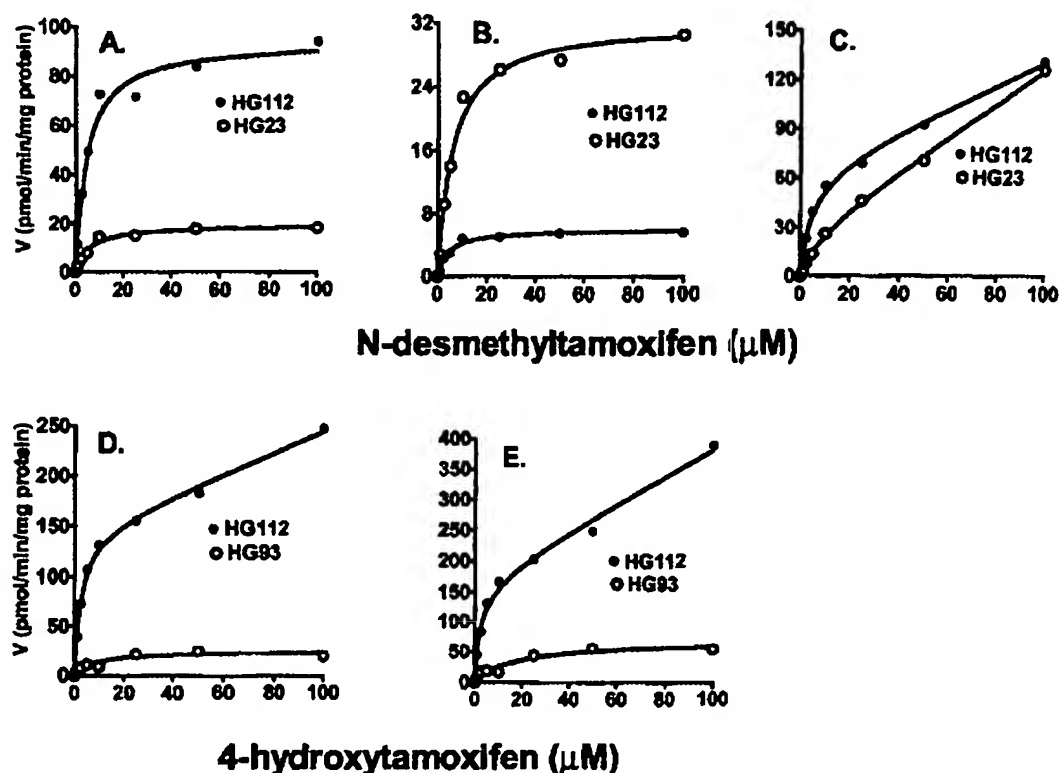 A.
V (pmol/min/mg protein)
100
80
60
40
20
0
0 20 40 60 80 100
HG112
HG23
B.
32
24
16
8
0
0 20 40 60 80 100
HG112
HG23
C.
150
120
90
60
30
0
0 20 40 60 80 100
HG112
HG23
N-desmethyltamoxifen (μM)
D.
V (pmol/min/mg protein)
250
200
150
100
50
0
0 20 40 60 80 100
HG112
HG93
E.
400
350
300
250
200
150
100
50
0
0 20 40 60 80 100
HG112
HG93
4-hydroxytamoxifen (μM)